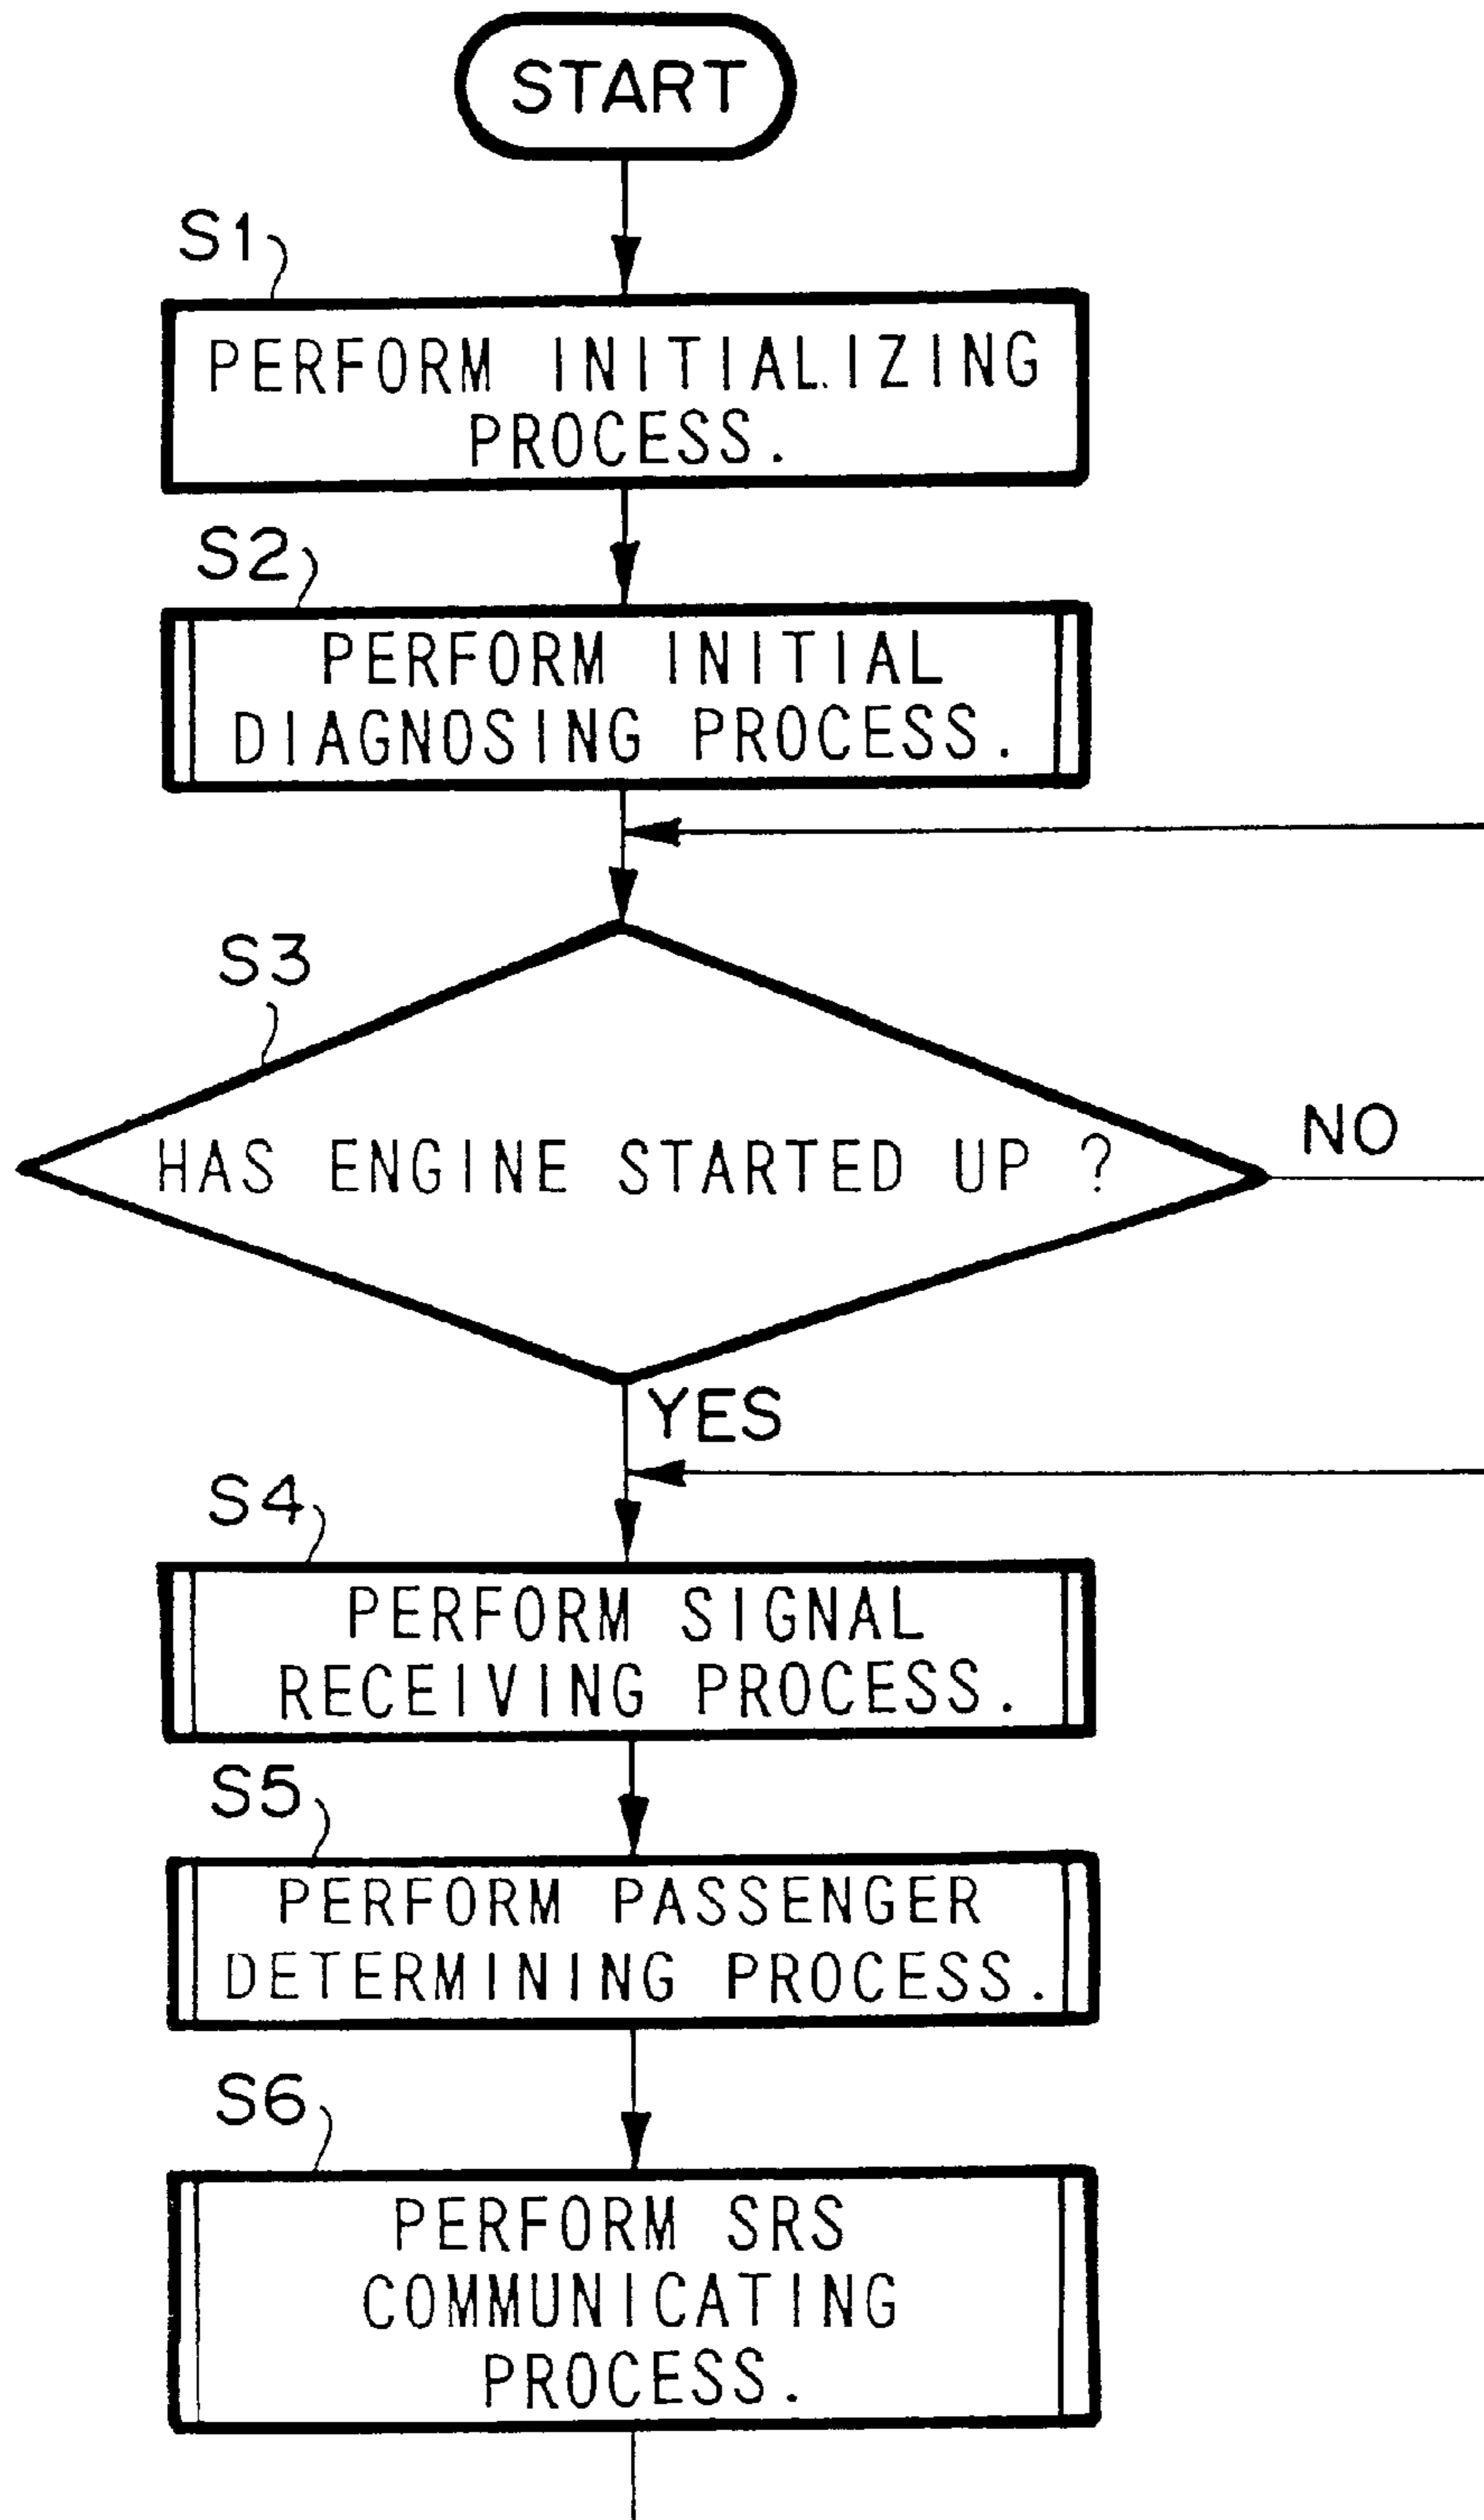 START
S1
PERFORM INITIALIZING
PROCESS.
S2
PERFORM INITIAL
DIAGNOSING PROCESS.
S3
HAS ENGINE STARTED UP ?
NO
YES
S4
PERFORM SIGNAL
RECEIVING PROCESS.
S5
PERFORM PASSENGER
DETERMINING PROCESS.
S6
PERFORM SRS
COMMUNICATING
PROCESS.